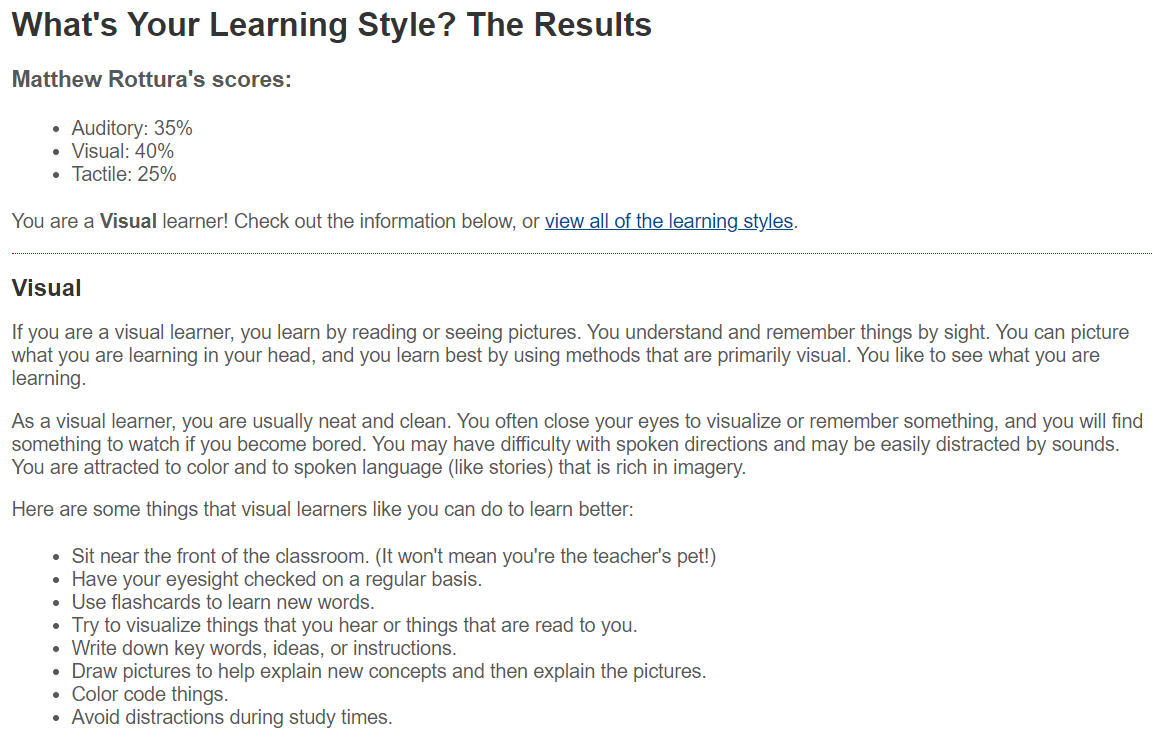 What's Your Learning Style? The Results
Matthew Rottura's scores:
• Auditory: 35%
• Visual: 40%
• Tactile: 25%
You are a Visual learner! Check out the information below, or view all of the learning styles.
Visual
If you are a visual learner, you learn by reading or seeing pictures. You understand and remember things by sight. You can picture
what you are learning in your head, and you learn best by using methods that are primarily visual. You like to see what you are
learning.
As a visual learner, you are usually neat and clean. You often close your eyes to visualize or remember something, and you will find
something to watch if you become bored. You may have difficulty with spoken directions and may be easily distracted by sounds.
You are attracted to color and to spoken language (like stories) that is rich in imagery.
Here are some things that visual learners like you can do to learn better:
• Sit near the front of the classroom. (It won't mean you're the teacher's pet!)
• Have your eyesight checked on a regular basis.
• Use flashcards to learn new words.
• Try to visualize things that you hear or things that are read to you.
• Write down key words, ideas, or instructions.
• Draw pictures to help explain new concepts and then explain the pictures.
• Color code things.
• Avoid distractions during study times.